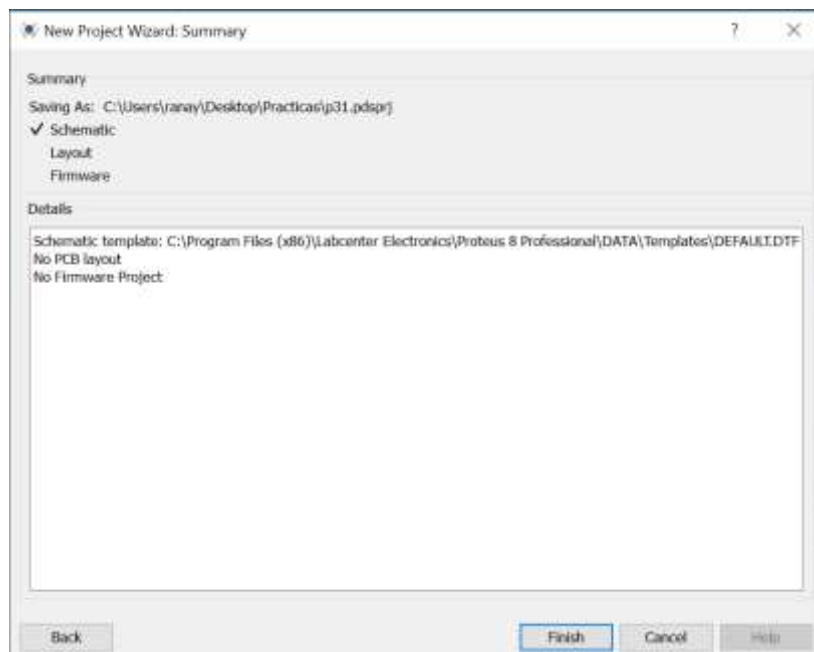 New Project Wizard: Summary ? ×
Summary
Saving As: C:\Users\ranay\Desktop\Practicas\p31.pdsprj
✓ Schematic
Layout
Firmware
Details
Schematic template: C:\Program Files (x86)\Labcenter Electronics\Proteus 8 Professional\DATA\Templates\DEFAULT.DTF
No PCB layout
No Firmware Project
Back Finish Cancel Help